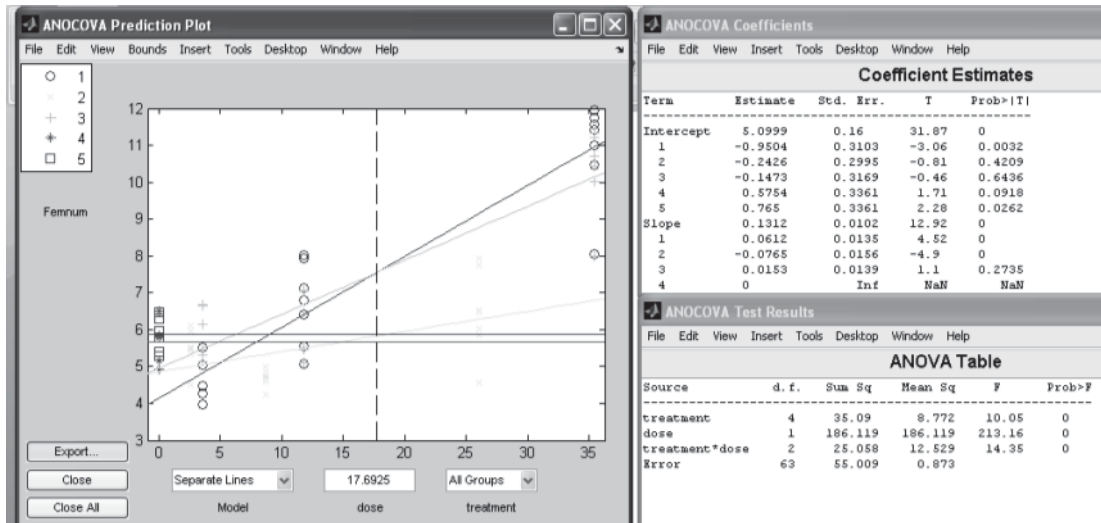 ANOCOVA Prediction Plot
File Edit View Bounds Insert Tools Desktop Window Help
1
2
3
4
5
Femnum
12
11
10
9
8
7
6
5
4
3
0 5 10 15 20 25 30 35
Export...
Close
Close All
Separate Lines 17.6925 All Groups
Model dose treatment
ANOCOVA Coefficients
File Edit View Insert Tools Desktop Window Help
Coefficient Estimates
Term Estimate Std. Err. T Prob>|T|
Intercept 5.0999 0.16 31.87 0
1 -0.9504 0.3103 -3.06 0.0032
2 -0.2426 0.2995 -0.81 0.4209
3 -0.1473 0.3169 -0.46 0.6436
4 0.5754 0.3361 1.71 0.0918
5 0.765 0.3361 2.28 0.0262
Slope 0.1312 0.0102 12.92 0
1 0.0612 0.0135 4.52 0
2 -0.0765 0.0156 -4.9 0
3 0.0153 0.0139 1.1 0.2735
4 0 Inf NaN NaN
ANOCOVA Test Results
File Edit View Insert Tools Desktop Window Help
ANOVA Table
Source d.f. Sum Sq Mean Sq F Prob>F
treatment 4 35.09 8.772 10.05 0
dose 1 186.119 186.119 213.16 0
treatment*dose 2 25.058 12.529 14.35 0
Error 63 55.009 0.873